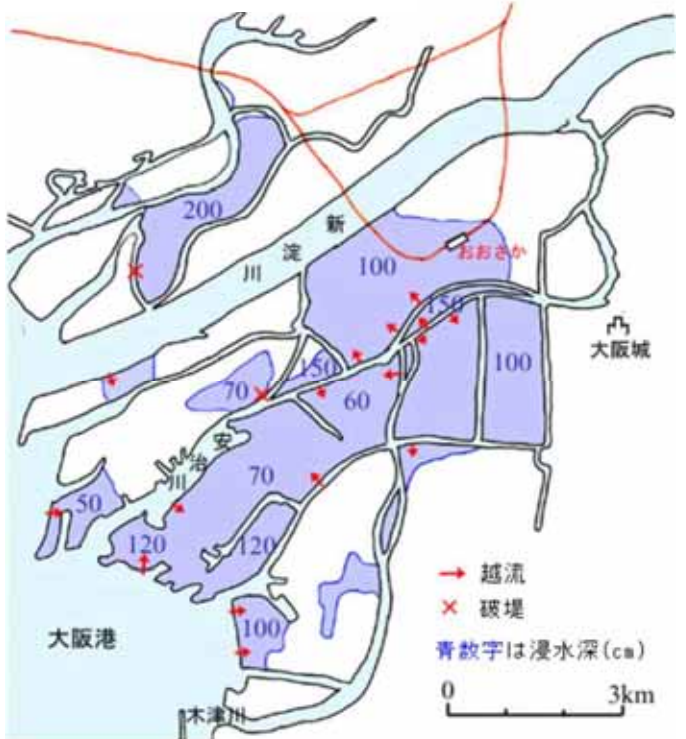 200
新
淀
川
100
おおさか
150
大阪城
100
150
70
60
安
治
川
70
50
120
120
100
大阪港
木津川
越流
破堤
青数字は浸水深(cm)
0 3km